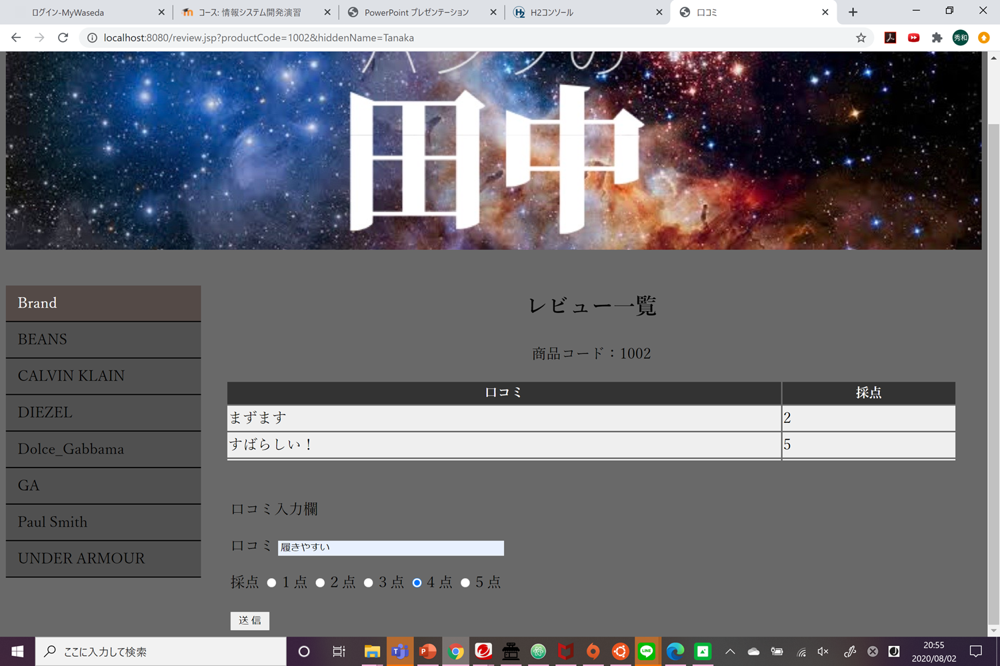 ログイン-MyWaseda
コース: 情報システム開発演習
PowerPoint プレゼンテーション
H2コンソール
口コミ
localhost:8080/review.jsp?productCode=1002&hiddenName=Tanaka
秀和
パンツの
田中
Brand
BEANS
CALVIN KLAIN
DIEZEL
Dolce_Gabbama
GA
Paul Smith
UNDER ARMOUR
レビュー一覧
商品コード：1002
口コミ 採点
まずます 2
すばらしい！ 5
口コミ入力欄
口コミ 履きやすい
採点 1 点 2 点 3 点 4 点 5 点
送 信
ここに入力して検索
20:55
2020/08/02